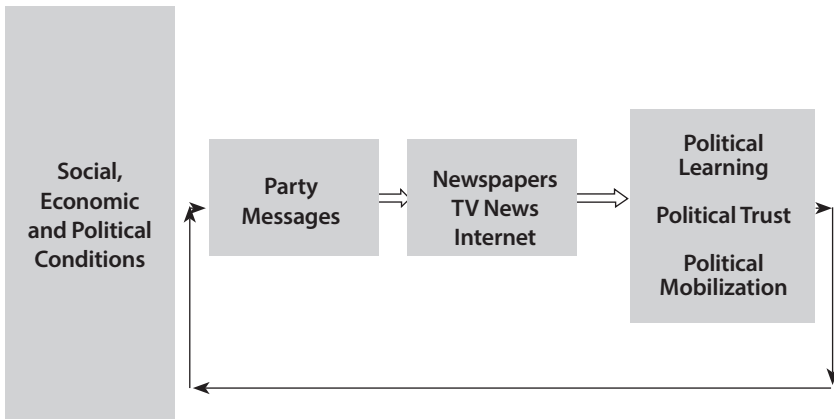 Social,
Economic
and Political
Conditions
Party
Messages
Newspapers
TV News
Internet
Political
Learning
Political Trust
Political
Mobilization